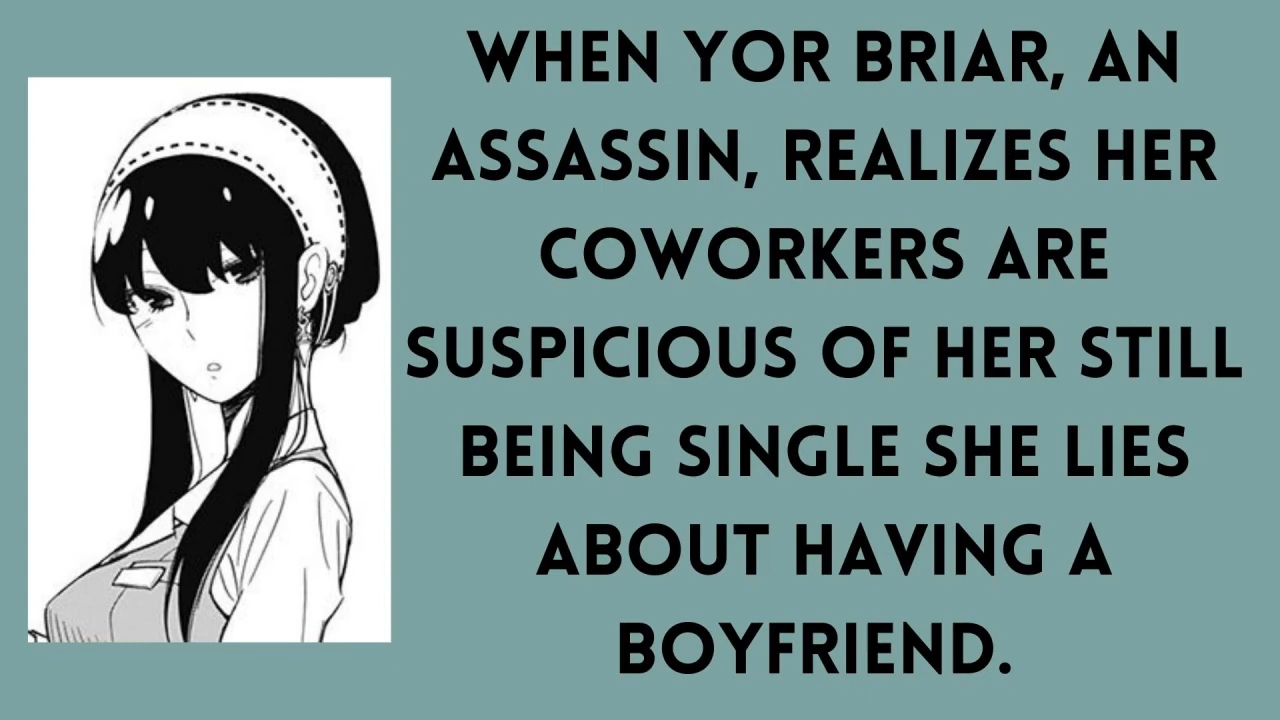 WHEN YOR BRIAR, AN
ASSASSIN, REALIZES HER
COWORKERS ARE
SUSPICIOUS OF HER STILL
BEING SINGLE SHE LIES
ABOUT HAVING A
BOYFRIEND.